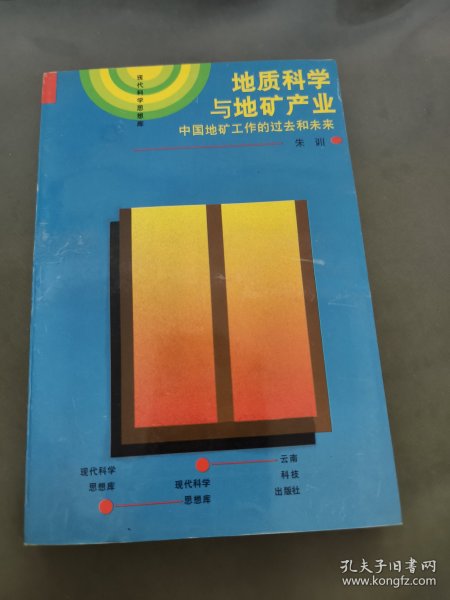 现代科学思想库
地质科学
与地矿产业
中国地矿工作的过去和未来
朱训
现代科学
思想库
现代科学
思想库
云南
科技
出版社
孔夫子旧书网
www.kongfz.com